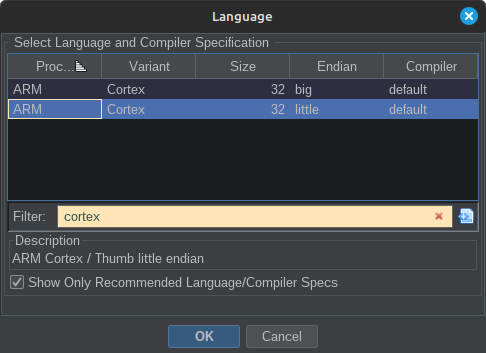 Language
Select Language and Compiler Specification
Proc... Variant Size Endian Compiler
ARM Cortex 32 big default
ARM Cortex 32 little default
Filter: cortex
Description
ARM Cortex / Thumb little endian
Show Only Recommended Language/Compiler Specs
OK Cancel